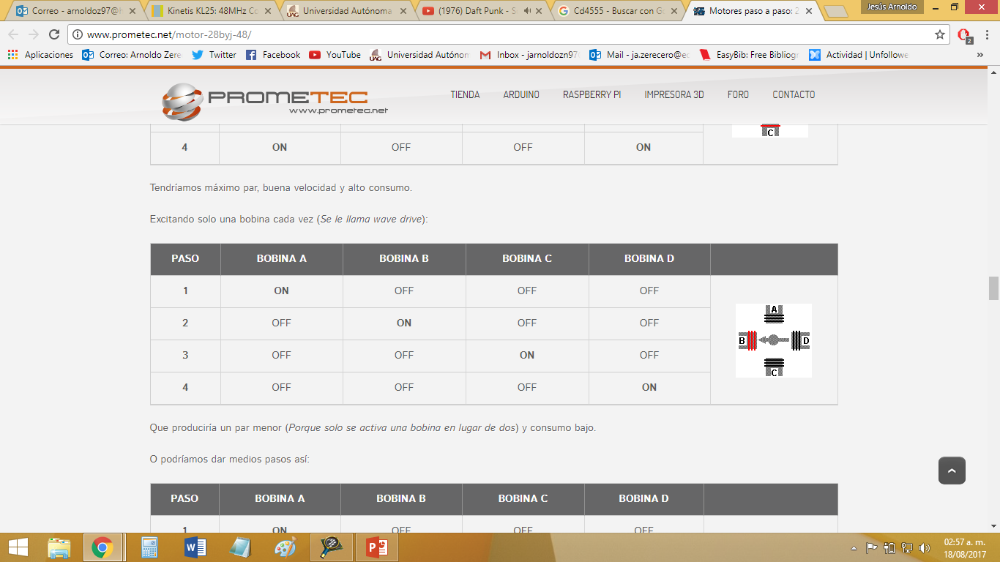 Correo - arnoldoz97@h
Kinetis KL25: 48MHz Co
Universidad Autónoma
(1976) Daft Punk - S
Cd4555 - Buscar con Go
Motores paso a paso: 2
Jesús Arnoldo
www.prometec.net/motor-28byj-48/
2
Aplicaciones
Correo: Arnoldo Zere
Twitter
Facebook
YouTube
Universidad Autónom
Inbox - jarnoldozn97
Mail - ja.zerecero@e
EasyBib: Free Bibliogr
Actividad | Unfollowe
»
PROMETEC
www.prometec.net
TIENDA
ARDUINO
RASPBERRY PI
IMPRESORA 3D
FORO
CONTACTO
C
4 ON OFF OFF ON
Tendríamos máximo par, buena velocidad y alto consumo.
Excitando solo una bobina cada vez (Se le llama wave drive):
PASO BOBINA A BOBINA B BOBINA C BOBINA D
1 ON OFF OFF OFF
2 OFF ON OFF OFF
3 OFF OFF ON OFF
4 OFF OFF OFF ON
A
B D
C
Que produciría un par menor (Porque solo se activa una bobina en lugar de dos) y consumo bajo.
O podríamos dar medios pasos así:
PASO BOBINA A BOBINA B BOBINA C BOBINA D
1 ON OFF OFF OFF
02:57 a. m.
18/08/2017